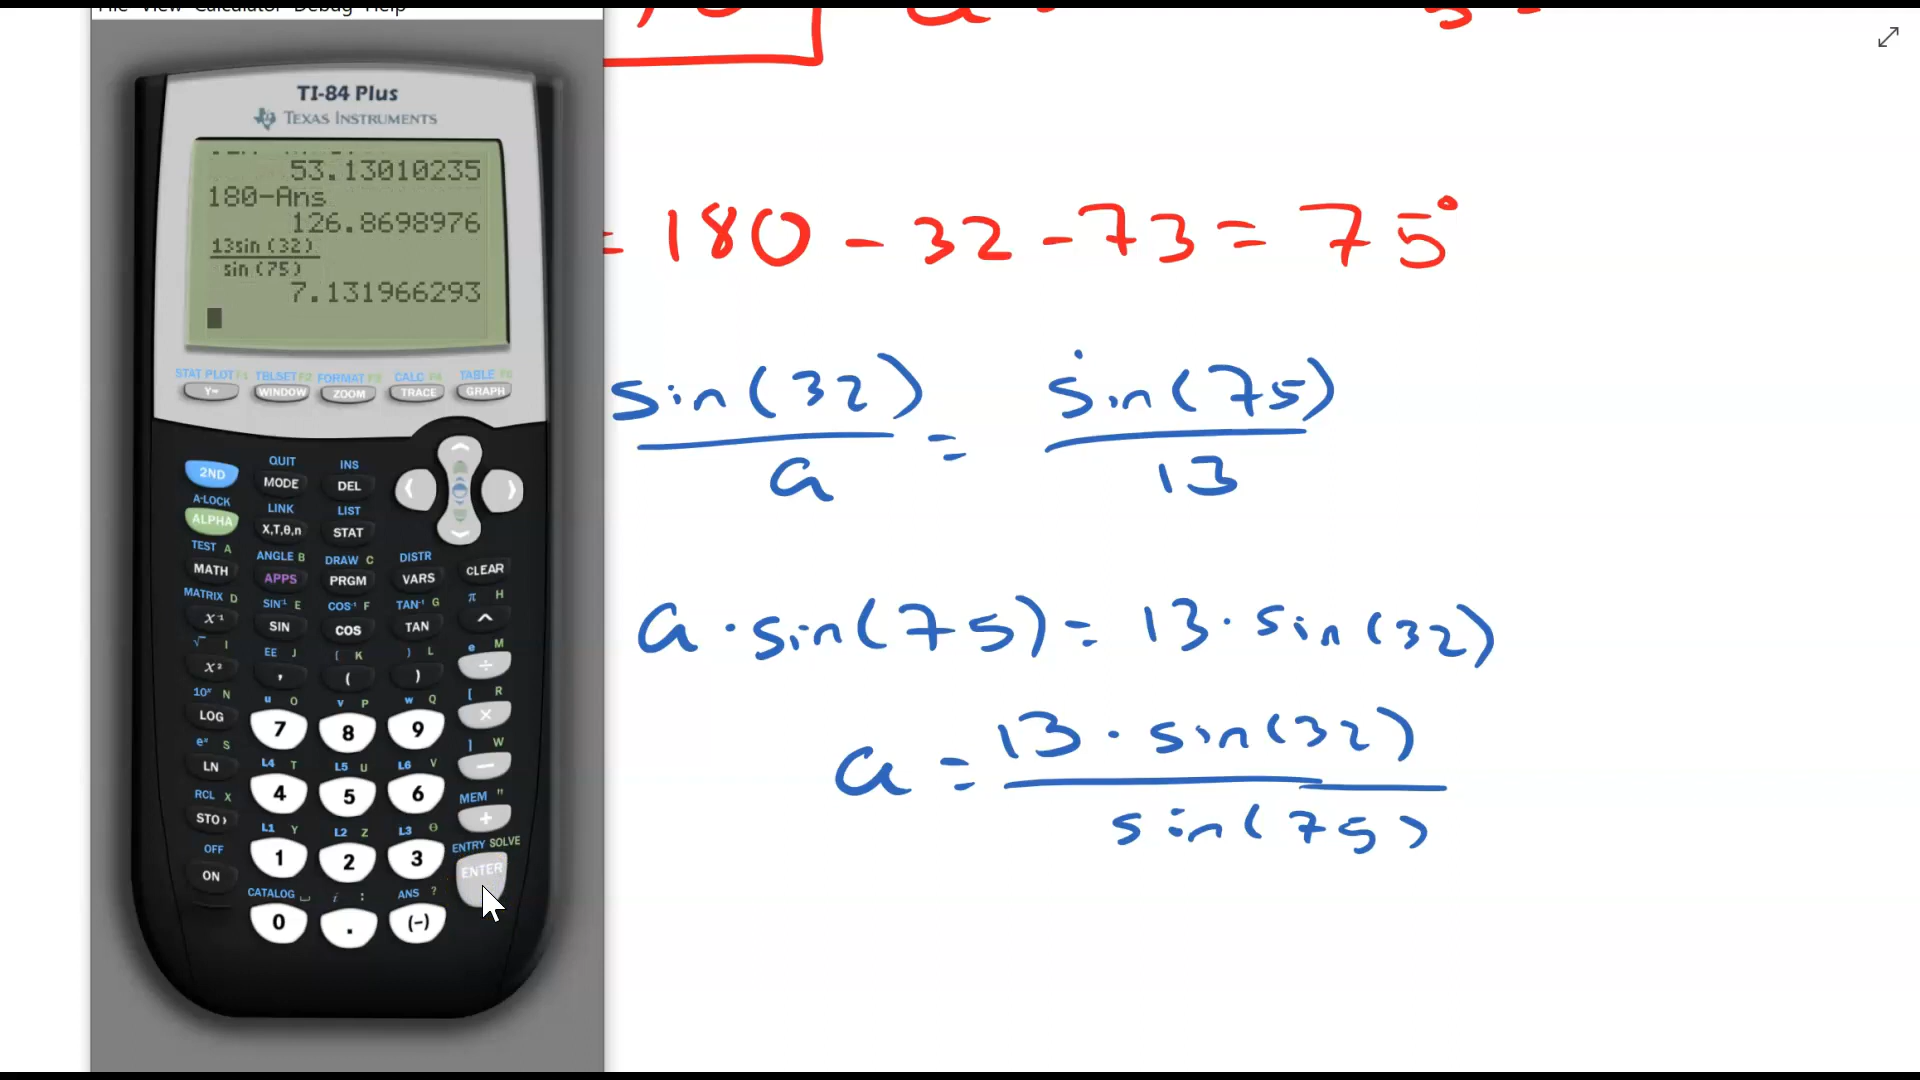 File View Calculator Debug Help
TI-84 Plus
TEXAS INSTRUMENTS
53.13010235
180-Ans
126.8698976
13sin(32)
sin(75)
7.131966293
STAT PLOT F1 TBLSET F2 FORMAT F3 CALC F4 TABLE F5
Y= WINDOW ZOOM TRACE GRAPH
QUIT INS
2ND MODE DEL
A-LOCK LINK LIST
ALPHA X,T,θ,n STAT
TEST A ANGLE B DRAW C DISTR
MATH APPS PRGM VARS CLEAR
MATRIX D SIN⁻¹ E COS⁻¹ F TAN⁻¹ G π H
X⁻¹ SIN COS TAN ^
√ I EE J { K } L e M
X² , ( ) ÷
10ˣ N u O v P w Q [ R
LOG 7 8 9 ×
eˣ S L4 T L5 U L6 V ] W
LN 4 5 6 −
RCL X L1 Y L2 Z L3 θ MEM "
STO› 1 2 3 +
OFF CATALOG ␣ i : ANS ? ENTRY SOLVE
ON 0 . (-) ENTER
= 180 - 32 - 73 = 75°
sin(32) = sin(75)
a 13
a · sin(75) = 13 · sin(32)
a = 13 · sin(32)
sin(75)